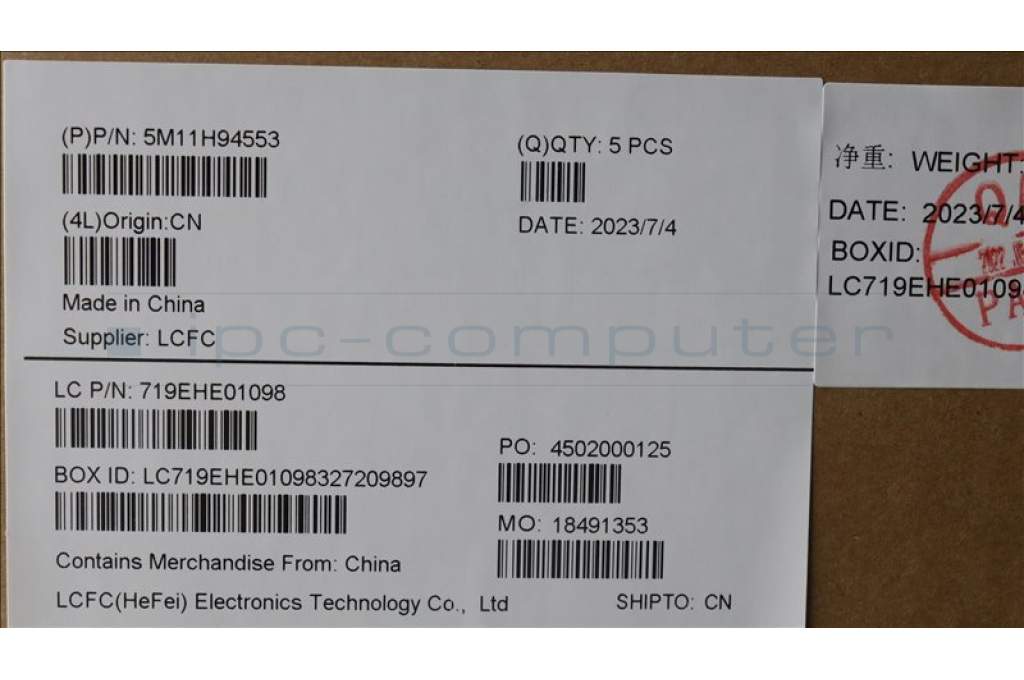 (P)P/N: 5M11H94553
(Q)QTY: 5 PCS
(4L)Origin:CN
DATE: 2023/7/4
Made in China
Supplier: LCFC
LC P/N: 719EHE01098
PO: 4502000125
BOX ID: LC719EHE01098327209897
MO: 18491353
Contains Merchandise From: China
LCFC(HeFei) Electronics Technology Co., Ltd
SHIPTO: CN
净重: WEIGHT:
DATE: 2023/7/4
BOXID:
LC719EHE0109
ipc-computer